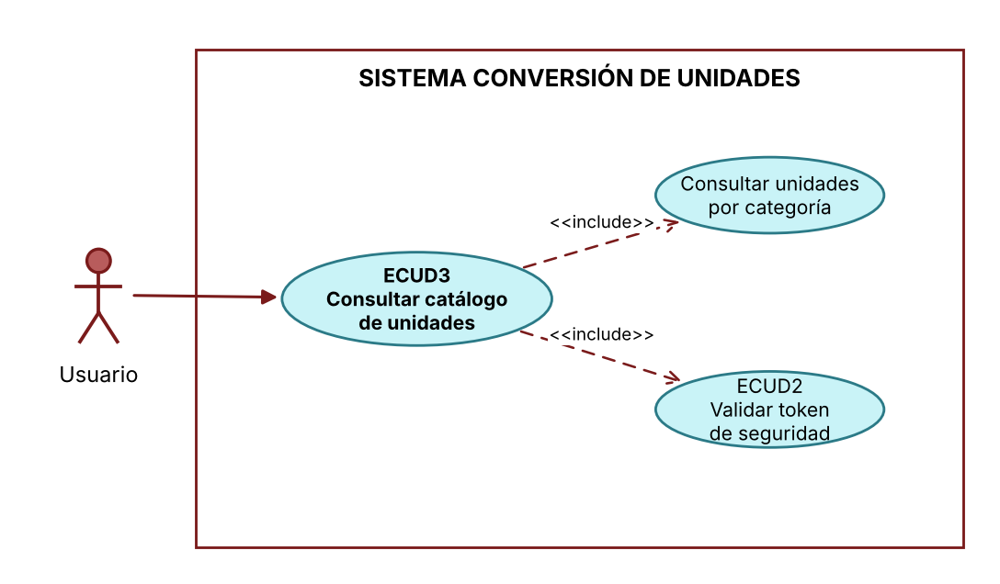 SISTEMA CONVERSIÓN DE UNIDADES
Consultar unidades
por categoría
<<include>>
ECUD3
Consultar catálogo
de unidades
<<include>>
Usuario
ECUD2
Validar token
de seguridad